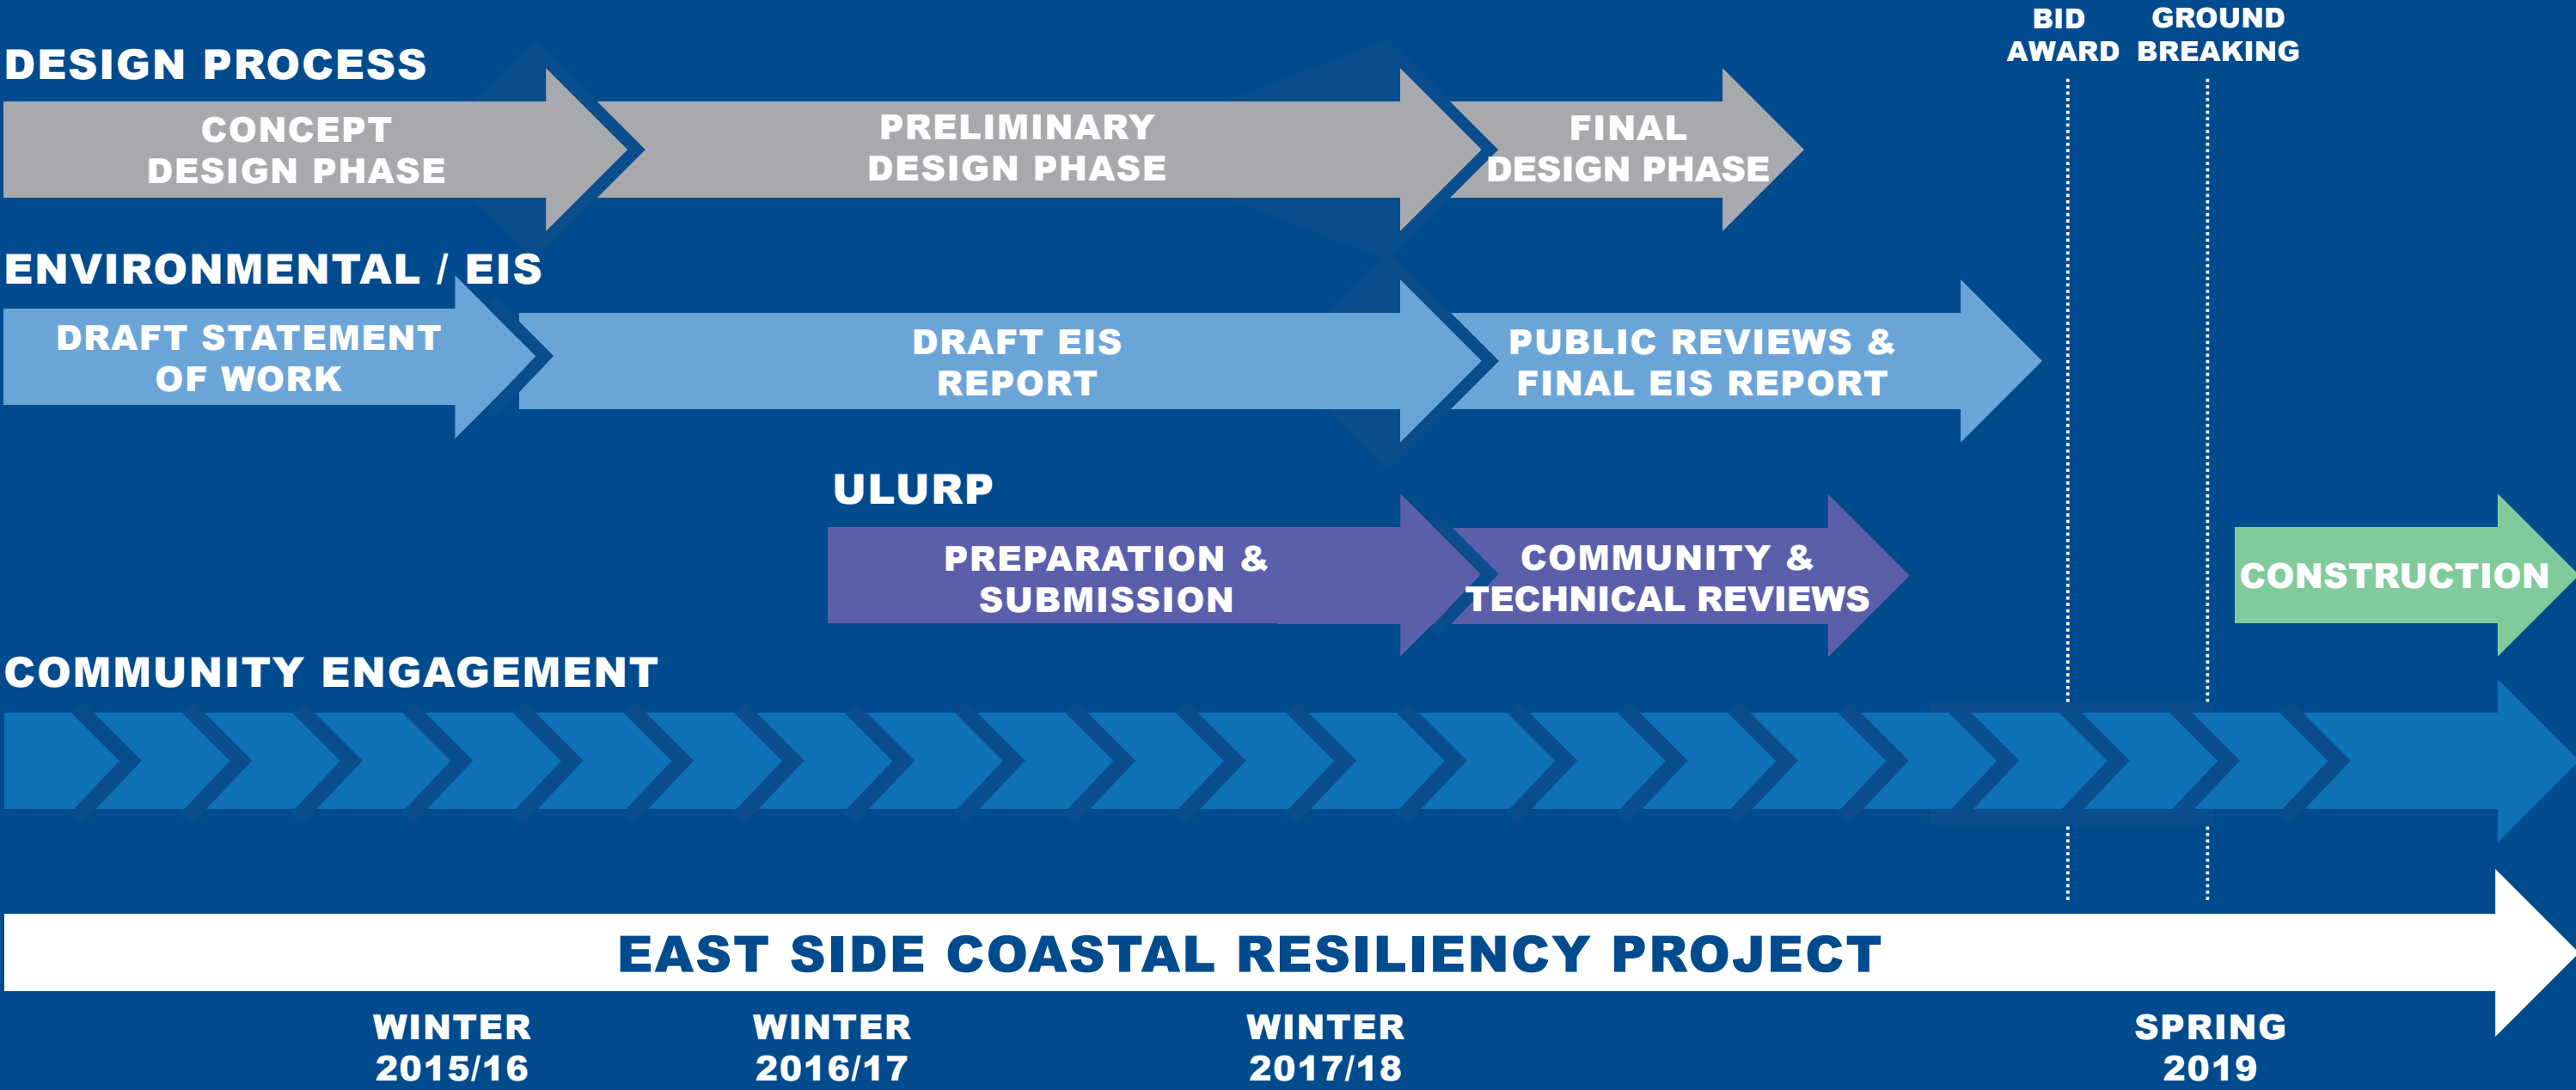 BID
AWARD
GROUND
BREAKING
DESIGN PROCESS
CONCEPT
DESIGN PHASE
PRELIMINARY
DESIGN PHASE
FINAL
DESIGN PHASE
ENVIRONMENTAL / EIS
DRAFT STATEMENT
OF WORK
DRAFT EIS
REPORT
PUBLIC REVIEWS &
FINAL EIS REPORT
ULURP
PREPARATION &
SUBMISSION
COMMUNITY &
TECHNICAL REVIEWS
CONSTRUCTION
COMMUNITY ENGAGEMENT
EAST SIDE COASTAL RESILIENCY PROJECT
WINTER
2015/16
WINTER
2016/17
WINTER
2017/18
SPRING
2019